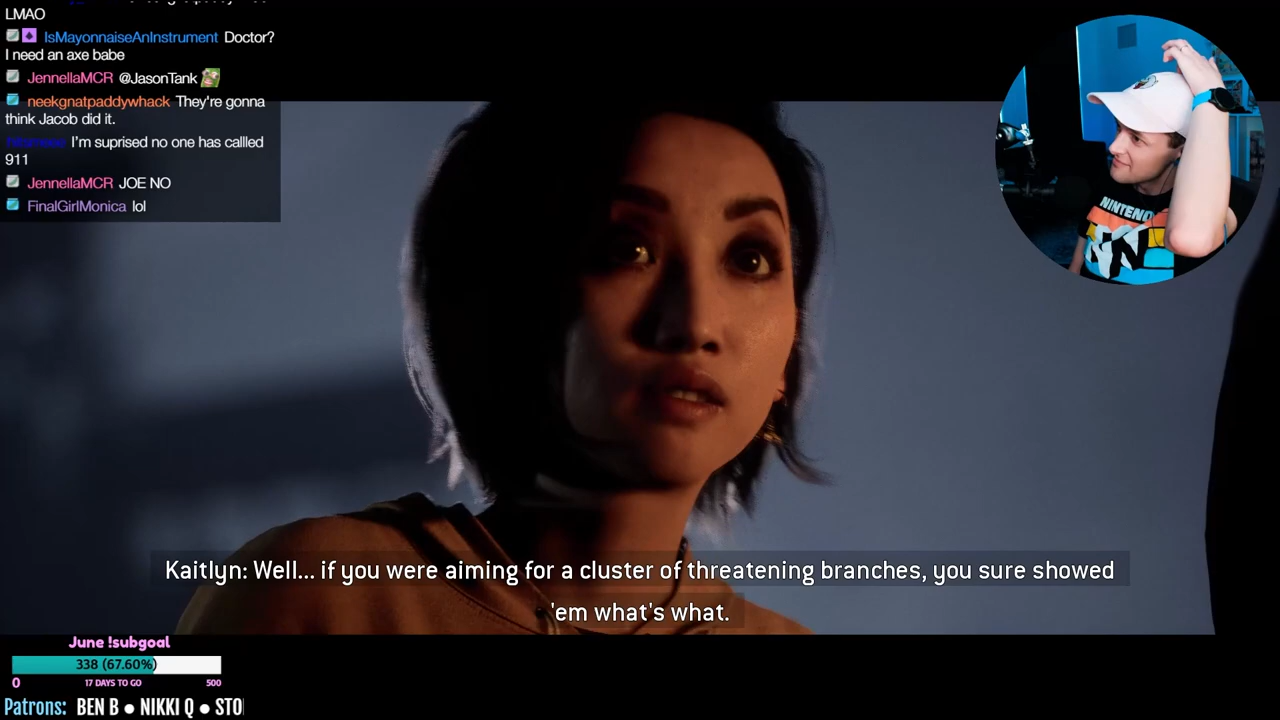 LMAO
IsMayonnaiseAnInstrument Doctor?
I need an axe babe
JennellaMCR @JasonTank
neekgnatpaddywhack They're gonna
think Jacob did it.
I'm suprised no one has callled
911
JennellaMCR JOE NO
FinalGirlMonica lol
NINTENDO
Kaitlyn: Well... if you were aiming for a cluster of threatening branches, you sure showed
'em what's what.
June !subgoal
338 (67.60%)
0 17 DAYS TO GO 500
Patrons: BEN B ● NIKKI Q ● STO